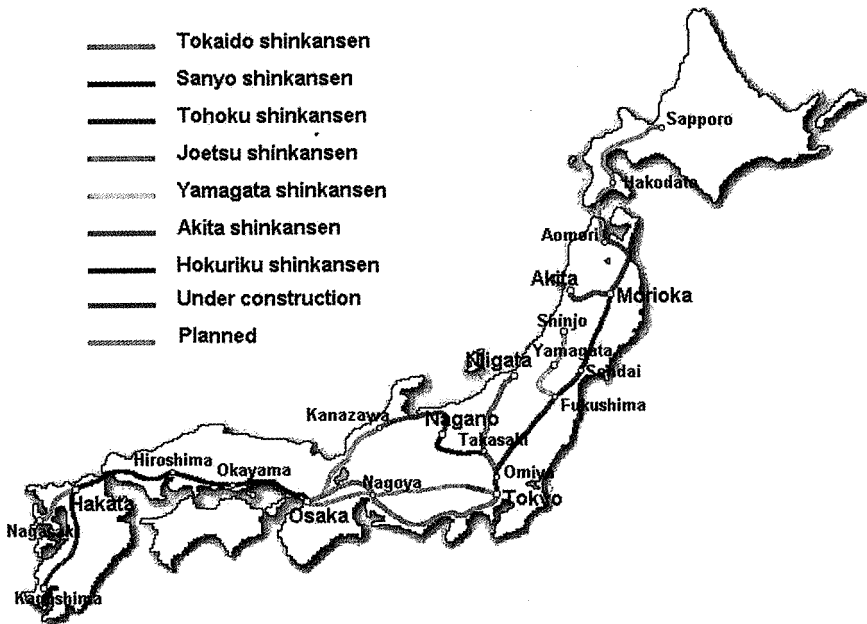 Tokaido shinkansen
Sanyo shinkansen
Tohoku shinkansen
Joetsu shinkansen
Yamagata shinkansen
Akita shinkansen
Hokuriku shinkansen
Under construction
Planned
Sapporo
Hakodate
Aomori
Akita
Morioka
Shinjo
Yamagata
Niigata
Sendai
Fukushima
Kanazawa
Nagano
Takasaki
Hiroshima
Okayama
Nagoya
Omiya
Tokyo
Osaka
Hakata
Nagasaki
Kagoshima